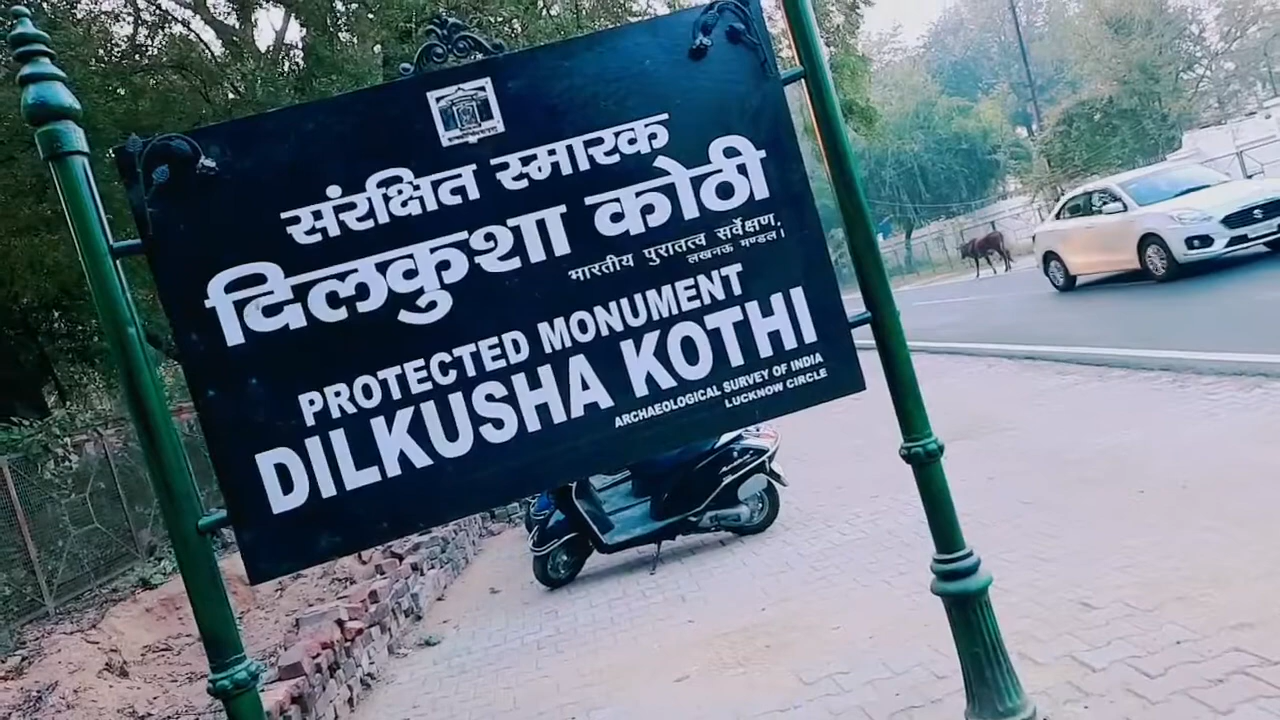 संरक्षित स्मारक
दिलकुशा कोठी
भारतीय पुरातत्व सर्वेक्षण,
लखनऊ मण्डल।
PROTECTED MONUMENT
DILKUSHA KOTHI
ARCHAEOLOGICAL SURVEY OF INDIA
LUCKNOW CIRCLE